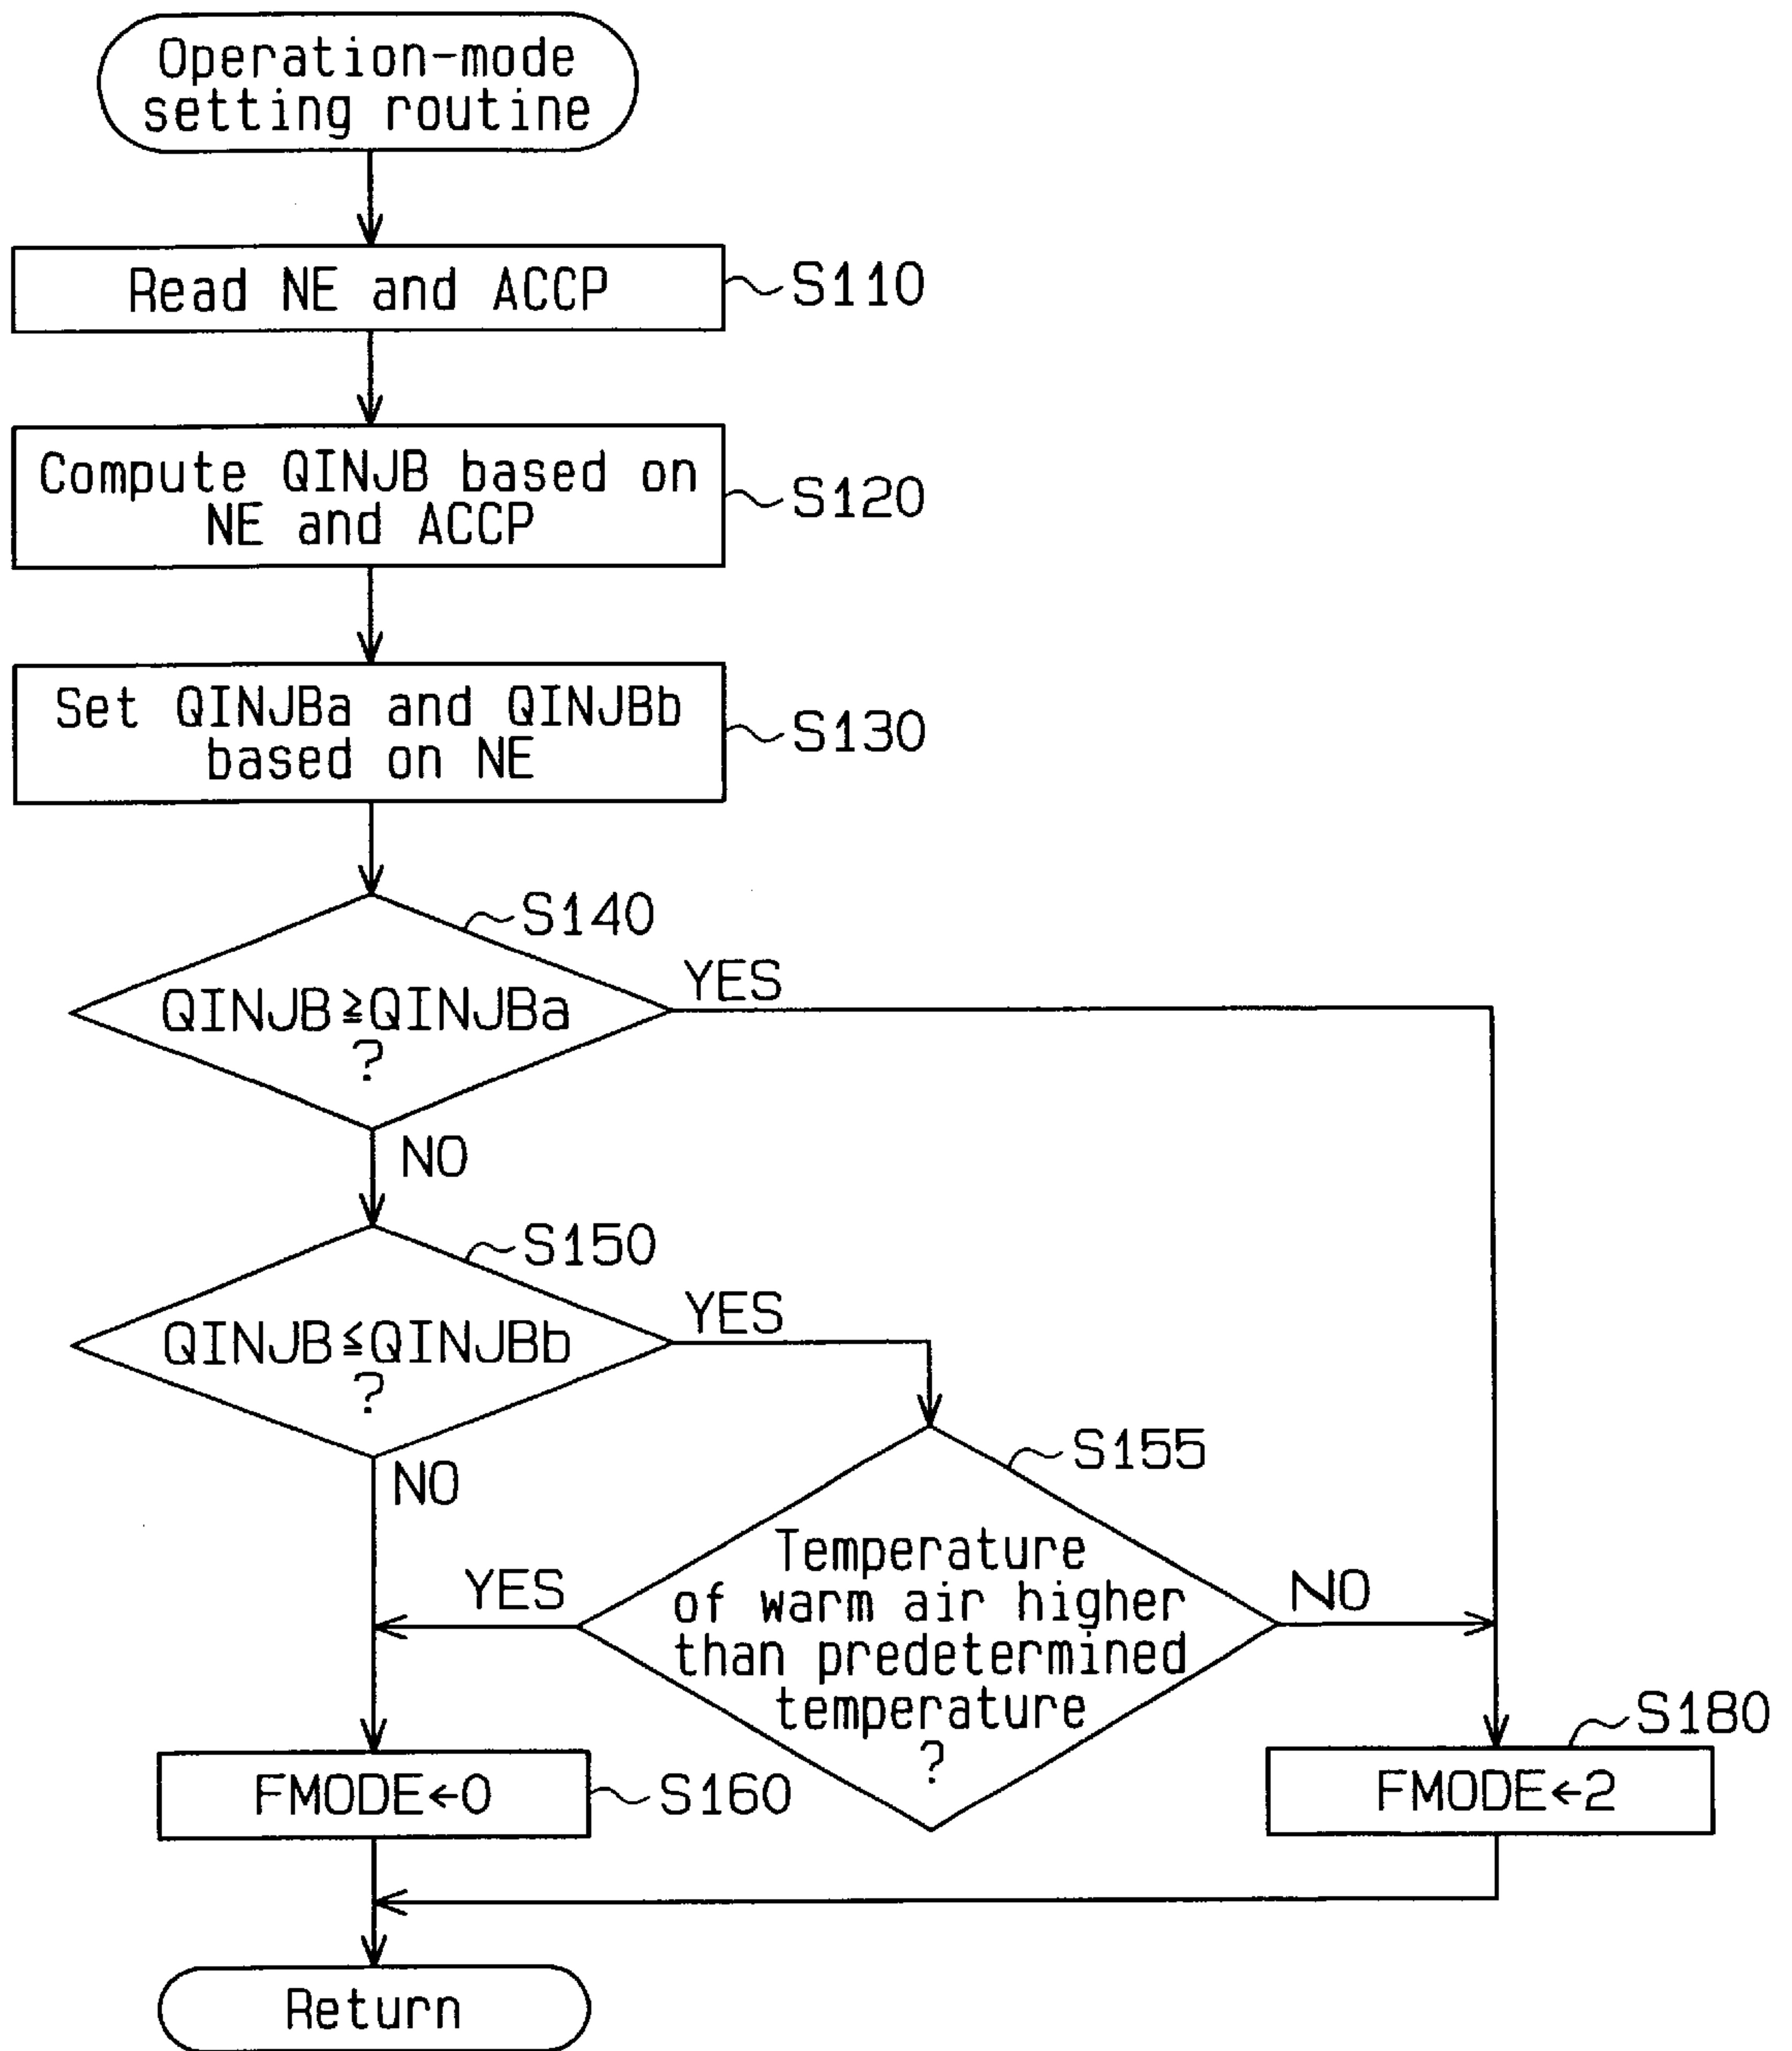 Operation-mode
setting routine
Read NE and ACCP
S110
Compute QINJB based on
NE and ACCP
S120
Set QINJBa and QINJBb
based on NE
S130
S140
QINJB≧QINJBa
?
YES
NO
S150
QINJB≦QINJBb
?
YES
NO
S155
Temperature
of warm air higher
than predetermined
temperature
?
YES
NO
FMODE←0
S160
S180
FMODE←2
Return